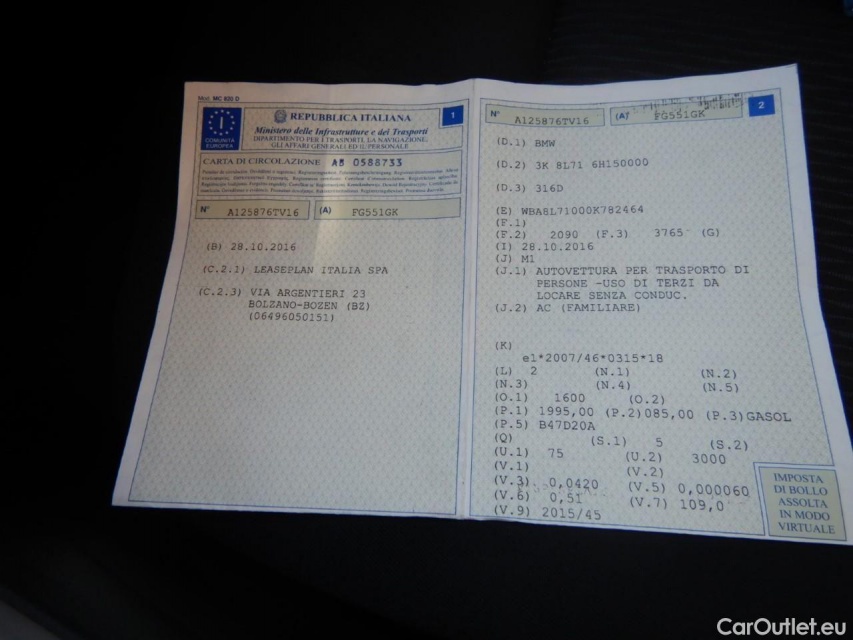 Mod. MC 820 D
REPUBBLICA ITALIANA
1
Ministero delle Infrastrutture e dei Trasporti
DIPARTIMENTO PER I TRASPORTI, LA NAVIGAZIONE,
GLI AFFARI GENERALI ED IL PERSONALE
I
COMUNITÀ
EUROPEA
CARTA DI CIRCOLAZIONE AB 0588733
N° A125876TV16 (A) FG551GK
(B) 28.10.2016
(C.2.1) LEASEPLAN ITALIA SPA
(C.2.3) VIA ARGENTIERI 23
BOLZANO-BOZEN (BZ)
(06496050151)
N° A125876TV16 (A) FG551GK
2
(D.1) BMW
(D.2) 3K 8L71 6H150000
(D.3) 316D
(E) WBA8L71000K782464
(F.1)
(F.2) 2090 (F.3) 3765 (G)
(I) 28.10.2016
(J) M1
(J.1) AUTOVETTURA PER TRASPORTO DI
PERSONE -USO DI TERZI DA
LOCARE SENZA CONDUC.
(J.2) AC (FAMILIARE)
(K)
e1*2007/46*0315*18
(L) 2 (N.1) (N.2)
(N.3) (N.4) (N.5)
(O.1) 1600 (O.2)
(P.1) 1995,00 (P.2)085,00 (P.3)GASOL
(P.5) B47D20A
(Q) (S.1) 5 (S.2)
(U.1) 75 (U.2) 3000
(V.1) (V.2)
(V.3) 0,0420 (V.5) 0,000060
(V.6) 0,51 (V.7) 109,0
(V.9) 2015/45
IMPOSTA
DI BOLLO
ASSOLTA
IN MODO
VIRTUALE
CarOutlet.eu